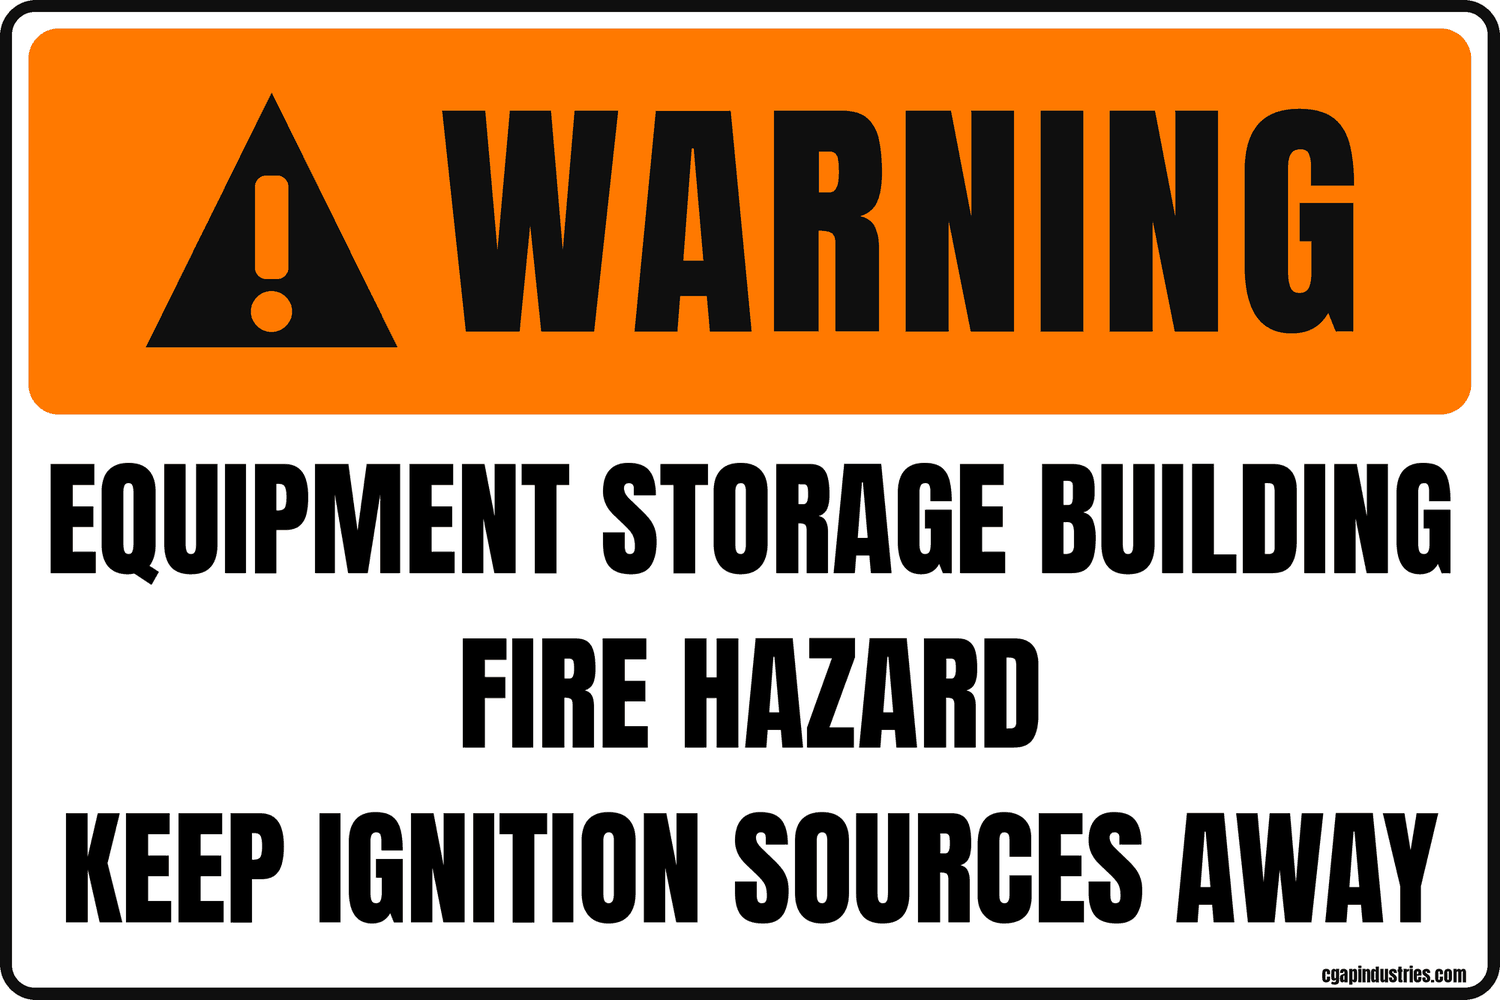 WARNING
EQUIPMENT STORAGE BUILDING
FIRE HAZARD
KEEP IGNITION SOURCES AWAY
cgapindustries.com